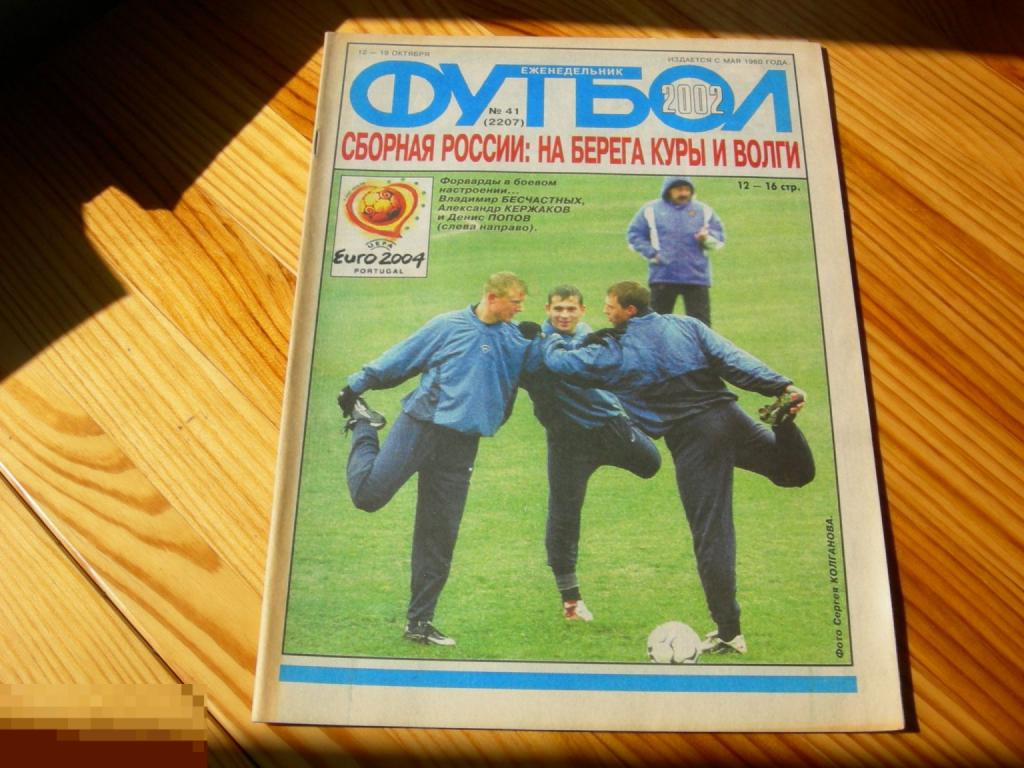 12 – 19 ОКТЯБРЯ
ИЗДАЕТСЯ С МАЯ 1960 ГОДА.
ЕЖЕНЕДЕЛЬНИК
ФУТБОЛ
2002
№ 41
(2207)
СБОРНАЯ РОССИИ: НА БЕРЕГА КУРЫ И ВОЛГИ
12 – 16 стр.
Форварды в боевом
настроении...
Владимир БЕСЧАСТНЫХ,
Александр КЕРЖАКОВ
и Денис ПОПОВ
(слева направо).
UEFA
Euro 2004
PORTUGAL
Фото Сергея КОЛГАНОВА.